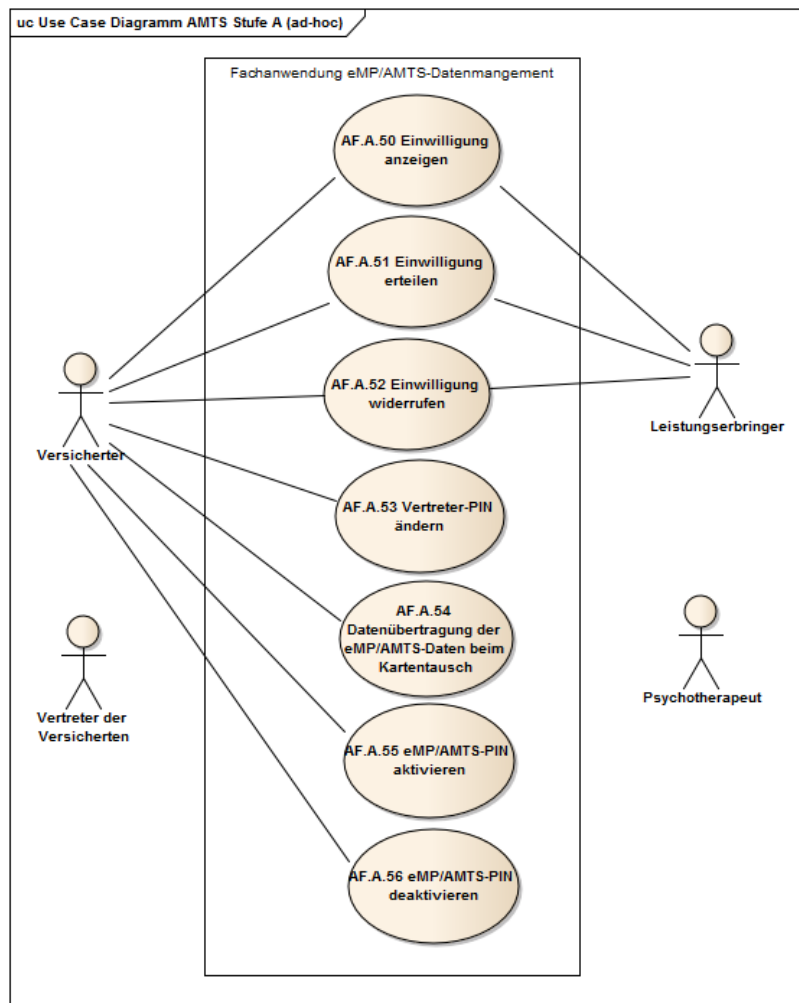 uc Use Case Diagramm AMTS Stufe A (ad-hoc)
Fachanwendung eMP/AMTS-Datenmangement
AF.A.50 Einwilligung
anzeigen
AF.A.51 Einwilligung
erteilen
AF.A.52 Einwilligung
widerrufen
Versicherter
Leistungserbringer
AF.A.53 Vertreter-PIN
ändern
AF.A.54
Datenübertragung der
eMP/AMTS-Daten beim
Kartentausch
Vertreter der
Versicherten
Psychotherapeut
AF.A.55 eMP/AMTS-PIN
aktivieren
AF.A.56 eMP/AMTS-PIN
deaktivieren